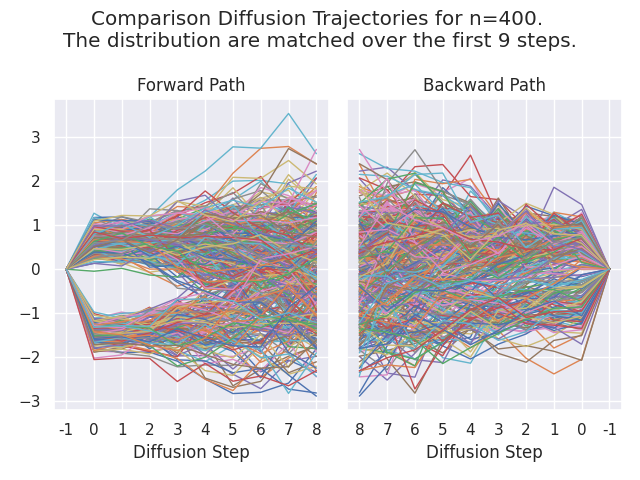 Comparison Diffusion Trajectories for n=400.
The distribution are matched over the first 9 steps.
Forward Path
Backward Path
3
2
1
0
−1
−2
−3
-1 0 1 2 3 4 5 6 7 8
8 7 6 5 4 3 2 1 0 -1
Diffusion Step
Diffusion Step